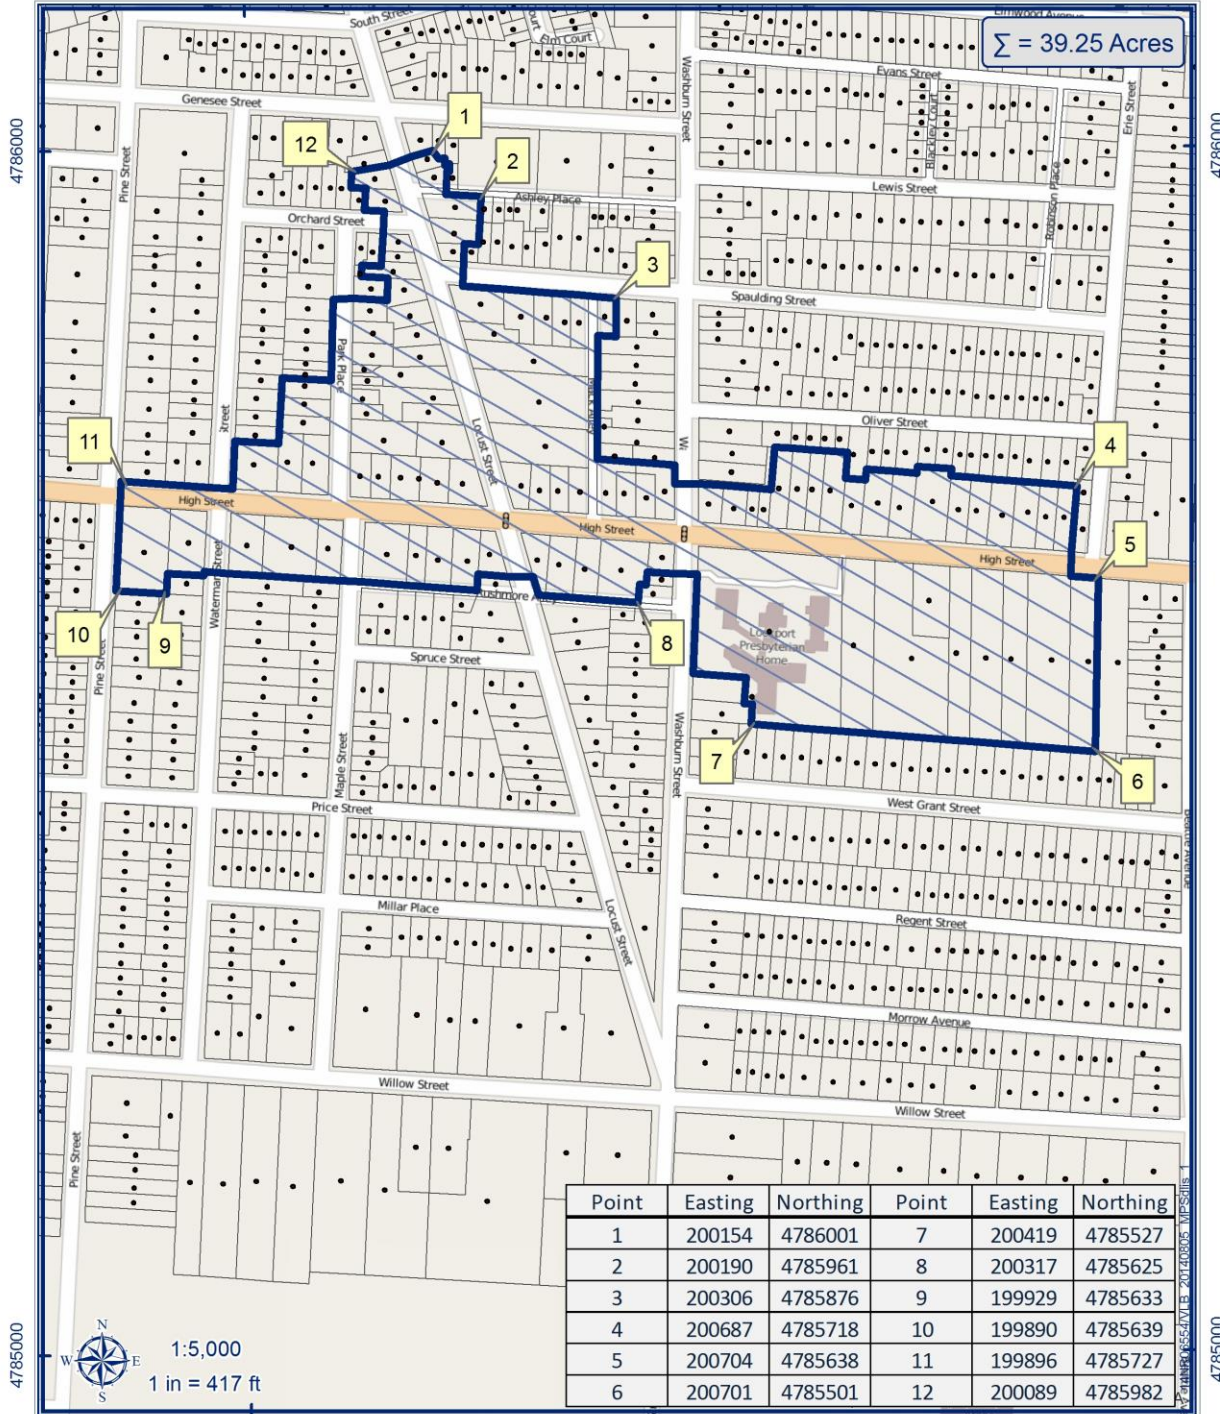 South Street
Elm Court
Elmwood Avenue
∑ = 39.25 Acres
Evans Street
Genesee Street
Washburn Street
Blackley Court
Erie Street
4786000
4786000
1
12
2
Pine Street
Lewis Street
Robinson Place
Ashley Place
Orchard Street
3
Spaulding Street
Park Place
Oliver Street
Street
Locust Street
11
4
High Street
High Street
High Street
5
Waterman Street
10
9
8
Lockport
Presbyterian
Home
Pine Street
Spruce Street
Washburn Street
7
6
Maple Street
Price Street
West Grant Street
Millar Place
Locust Street
Regent Street
Morrow Avenue
Willow Street
Willow Street
Pine Street
Point Easting Northing Point Easting Northing
1 200154 4786001 7 200419 4785527
2 200190 4785961 8 200317 4785625
3 200306 4785876 9 199929 4785633
4 200687 4785718 10 199890 4785639
5 200704 4785638 11 199896 4785727
6 200701 4785501 12 200089 4785982
4785000
4785000
N
W E
S
1:5,000
1 in = 417 ft